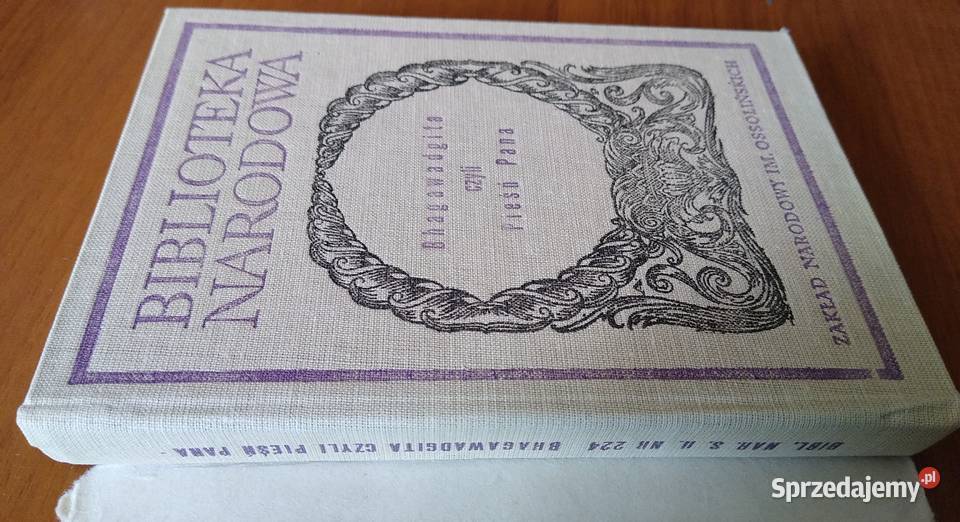 BIBLIOTEKA
NARODOWA
Bhagawadgita
czyli
Pieśń Pana
ZAKŁAD NARODOWY IM. OSSOLIŃSKICH
BIBL. NAR. S. II. NR 224 BHAGAWADGITA CZYLI PIEŚŃ PANA
Sprzedajemy.pl